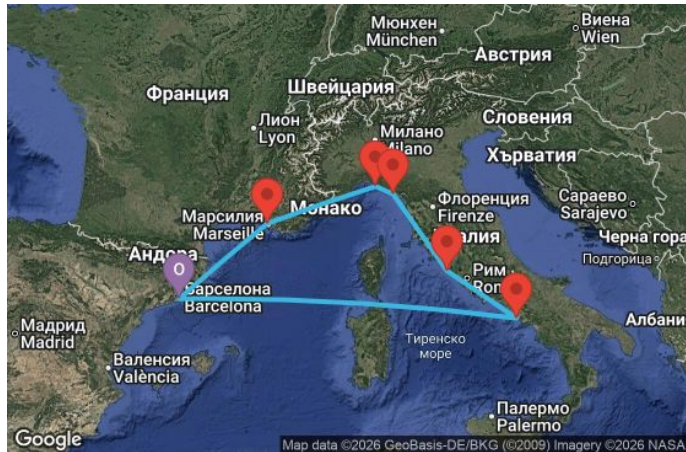 Мюнхен
München
Виена
Wien
Австрия
Франция
Швейцария
Словения
Лион
Lyon
Милано
Milano
Хърватия
Монако
Флоренция
Firenze
Сараево
Sarajevo
Марсилия
Marseille
Андора
Черна гора
Подгорица
Рим
O
Барселона
Barcelona
Мадрид
Madrid
Албани
Валенсия
València
Тиренско
море
Палермо
Palermo
Google
Map data ©2026 GeoBasis-DE/BKG (©2009) Imagery ©2026 NASA